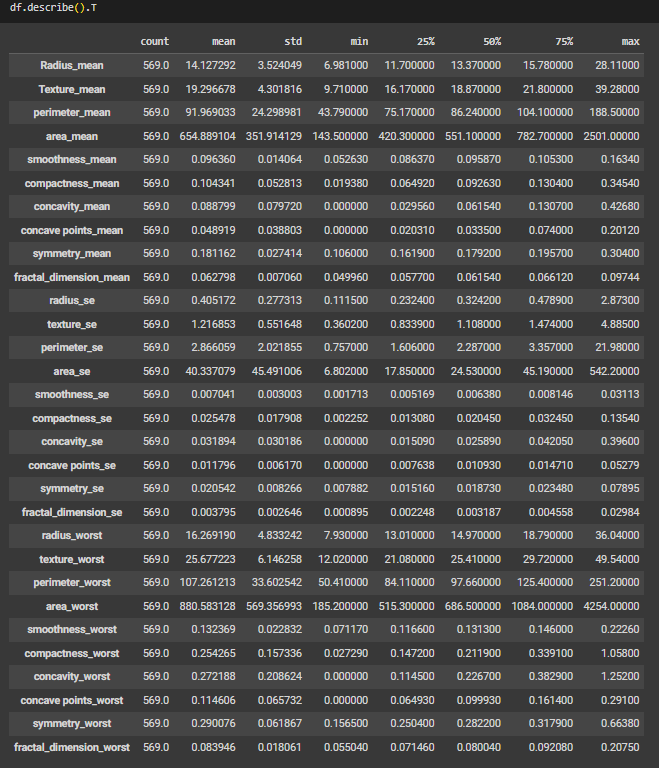 df.describe().T
count mean std min 25% 50% 75% max
Radius_mean 569.0 14.127292 3.524049 6.981000 11.700000 13.370000 15.780000 28.11000
Texture_mean 569.0 19.296678 4.301816 9.710000 16.170000 18.870000 21.800000 39.28000
perimeter_mean 569.0 91.969033 24.298981 43.790000 75.170000 86.240000 104.100000 188.50000
area_mean 569.0 654.889104 351.914129 143.500000 420.300000 551.100000 782.700000 2501.00000
smoothness_mean 569.0 0.096360 0.014064 0.052630 0.086370 0.095870 0.105300 0.16340
compactness_mean 569.0 0.104341 0.052813 0.019380 0.064920 0.092630 0.130400 0.34540
concavity_mean 569.0 0.088799 0.079720 0.000000 0.029560 0.061540 0.130700 0.42680
concave points_mean 569.0 0.048919 0.038803 0.000000 0.020310 0.033500 0.074000 0.20120
symmetry_mean 569.0 0.181162 0.027414 0.106000 0.161900 0.179200 0.195700 0.30400
fractal_dimension_mean 569.0 0.062798 0.007060 0.049960 0.057700 0.061540 0.066120 0.09744
radius_se 569.0 0.405172 0.277313 0.111500 0.232400 0.324200 0.478900 2.87300
texture_se 569.0 1.216853 0.551648 0.360200 0.833900 1.108000 1.474000 4.88500
perimeter_se 569.0 2.866059 2.021855 0.757000 1.606000 2.287000 3.357000 21.98000
area_se 569.0 40.337079 45.491006 6.802000 17.850000 24.530000 45.190000 542.20000
smoothness_se 569.0 0.007041 0.003003 0.001713 0.005169 0.006380 0.008146 0.03113
compactness_se 569.0 0.025478 0.017908 0.002252 0.013080 0.020450 0.032450 0.13540
concavity_se 569.0 0.031894 0.030186 0.000000 0.015090 0.025890 0.042050 0.39600
concave points_se 569.0 0.011796 0.006170 0.000000 0.007638 0.010930 0.014710 0.05279
symmetry_se 569.0 0.020542 0.008266 0.007882 0.015160 0.018730 0.023480 0.07895
fractal_dimension_se 569.0 0.003795 0.002646 0.000895 0.002248 0.003187 0.004558 0.02984
radius_worst 569.0 16.269190 4.833242 7.930000 13.010000 14.970000 18.790000 36.04000
texture_worst 569.0 25.677223 6.146258 12.020000 21.080000 25.410000 29.720000 49.54000
perimeter_worst 569.0 107.261213 33.602542 50.410000 84.110000 97.660000 125.400000 251.20000
area_worst 569.0 880.583128 569.356993 185.200000 515.300000 686.500000 1084.000000 4254.00000
smoothness_worst 569.0 0.132369 0.022832 0.071170 0.116600 0.131300 0.146000 0.22260
compactness_worst 569.0 0.254265 0.157336 0.027290 0.147200 0.211900 0.339100 1.05800
concavity_worst 569.0 0.272188 0.208624 0.000000 0.114500 0.226700 0.382900 1.25200
concave points_worst 569.0 0.114606 0.065732 0.000000 0.064930 0.099930 0.161400 0.29100
symmetry_worst 569.0 0.290076 0.061867 0.156500 0.250400 0.282200 0.317900 0.66380
fractal_dimension_worst 569.0 0.083946 0.018061 0.055040 0.071460 0.080040 0.092080 0.20750